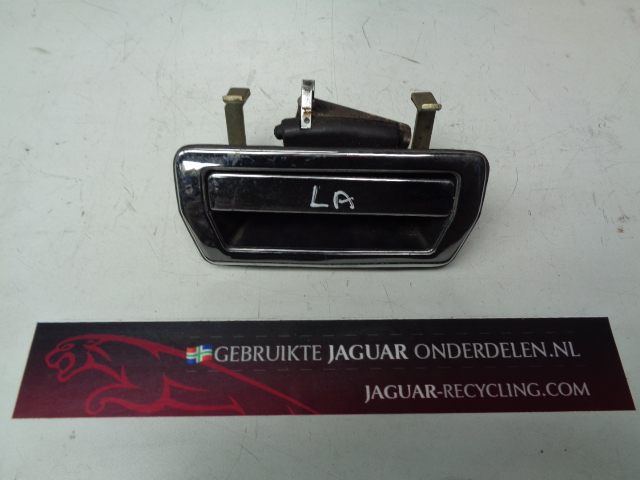 LA
GEBRUIKTE JAGUAR ONDERDELEN.NL
JAGUAR-RECYCLING.COM